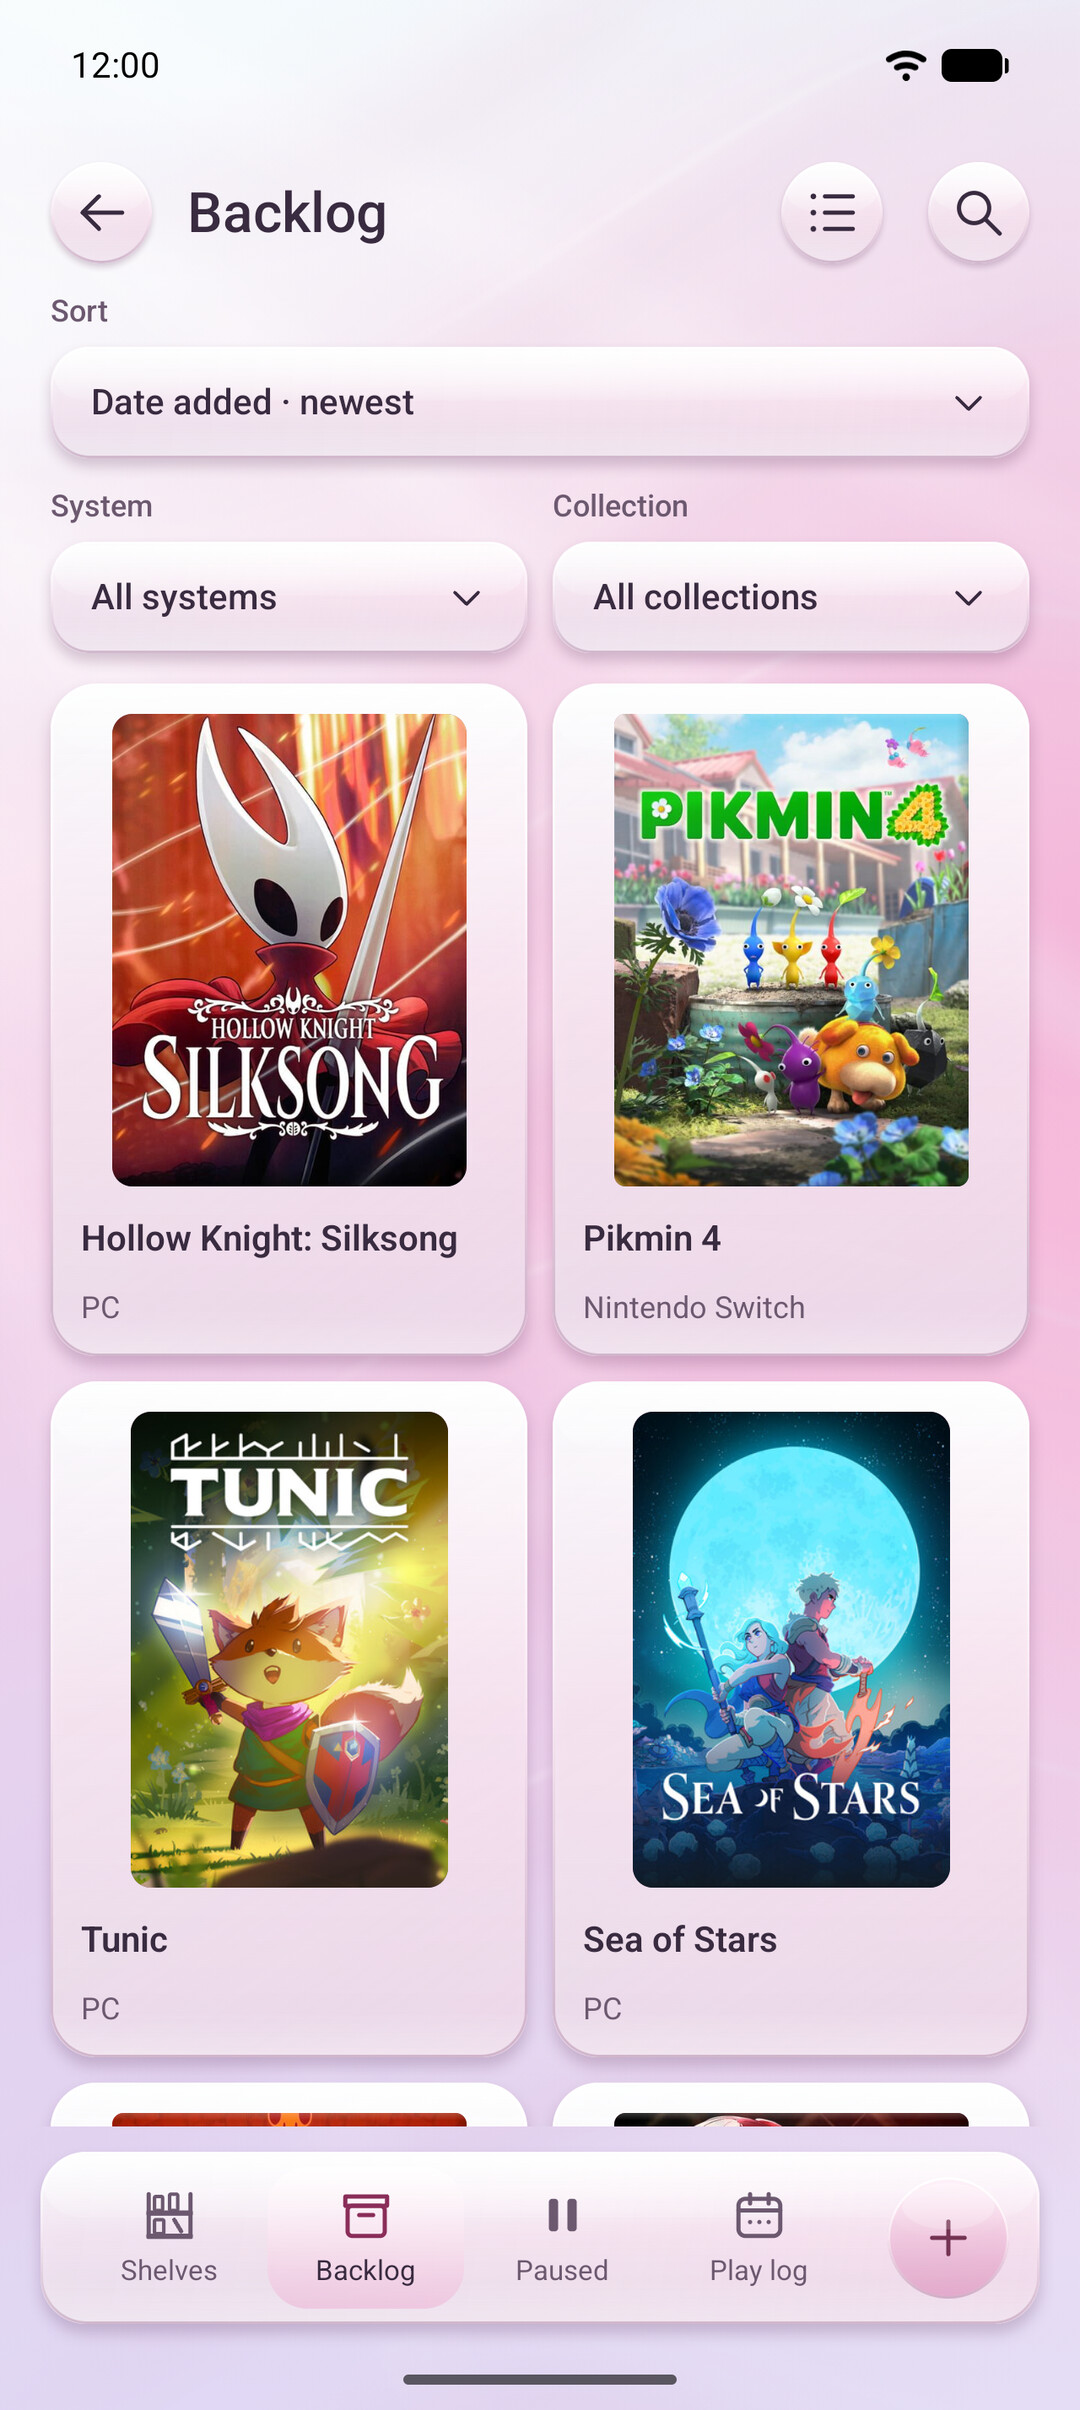 12:00
Backlog
Sort
Date added · newest
System
Collection
All systems
All collections
HOLLOW KNIGHT
SILKSONG
PIKMIN 4
Hollow Knight: Silksong
PC
Pikmin 4
Nintendo Switch
TUNIC
SEA OF STARS
Tunic
PC
Sea of Stars
PC
Shelves
Backlog
Paused
Play log